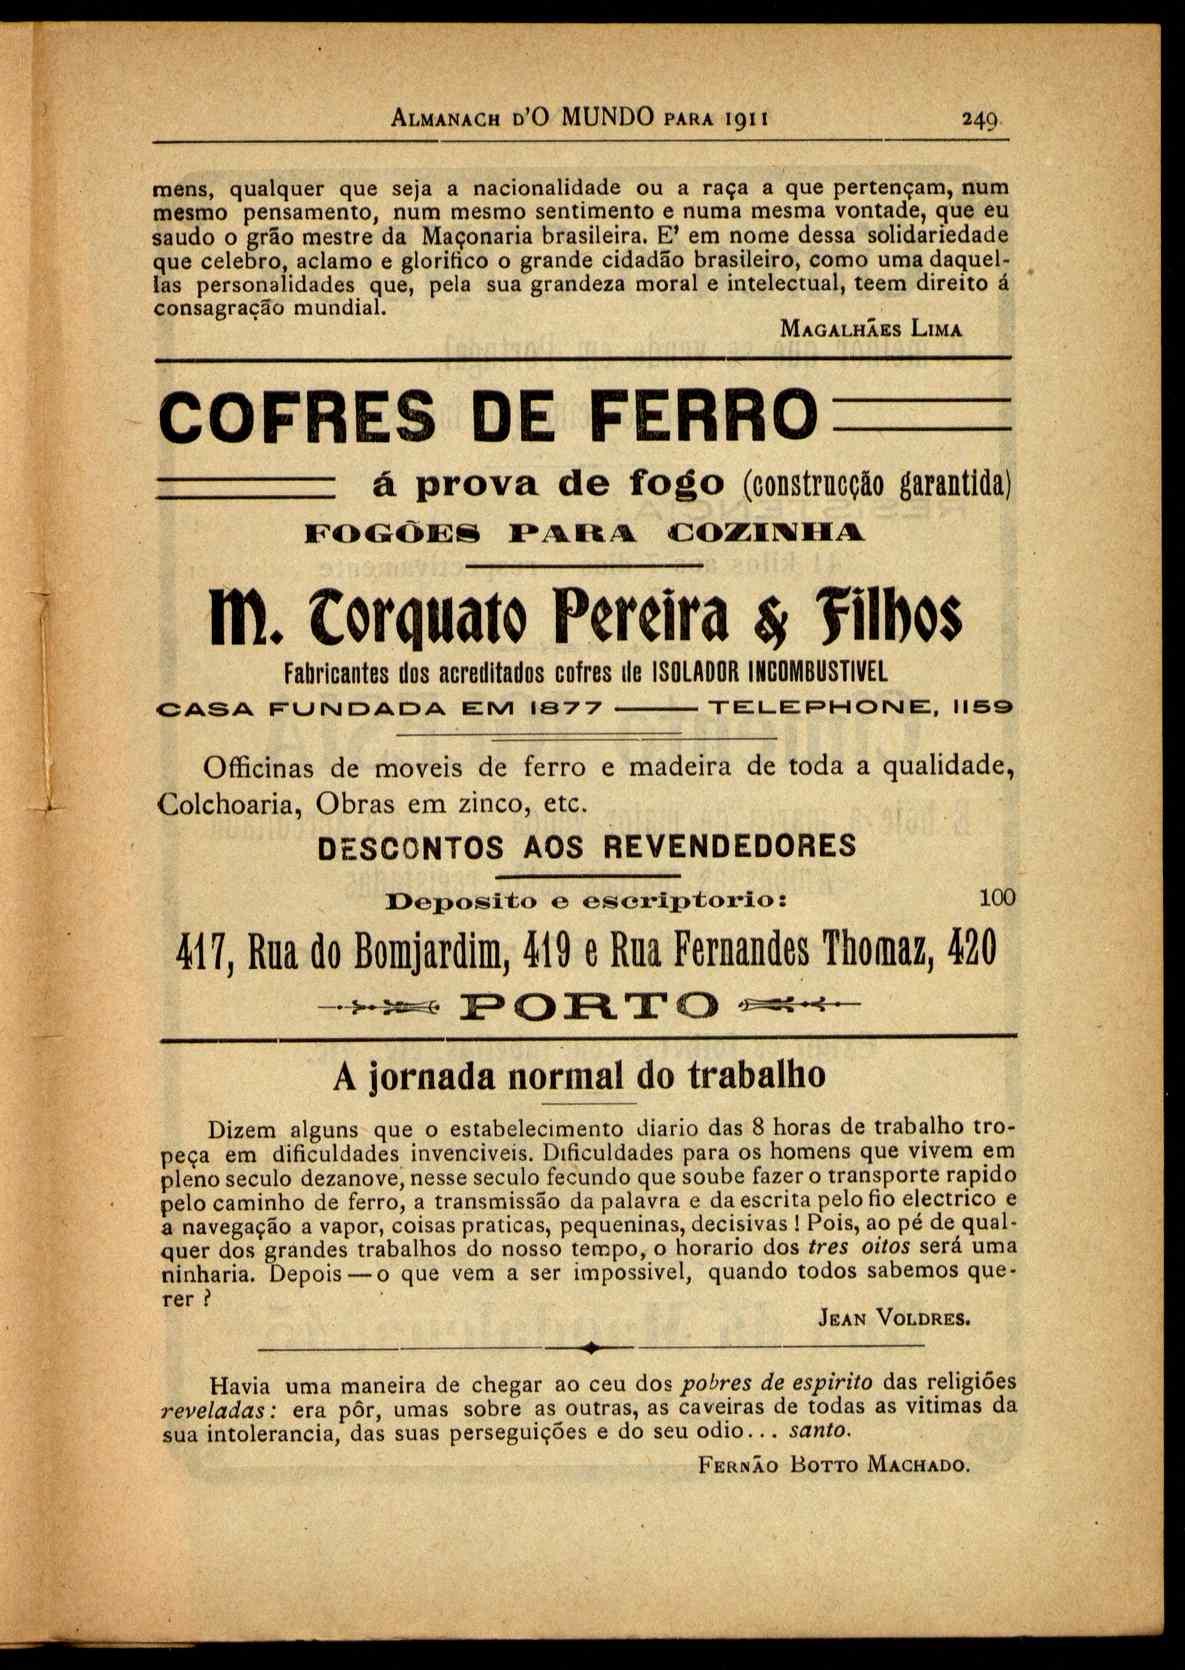 ALMANACH D'O MUNDO PARA 1911 249
mens, qualquer que seja a nacionalidade ou a raça a que pertençam, num
mesmo pensamento, num mesmo sentimento e numa mesma vontade, que eu
saudo o grão mestre da Maçonaria brasileira. E' em nome dessa solidariedade
que celebro, aclamo e glorifico o grande cidadão brasileiro, como uma daquel-
las personalidades que, pela sua grandeza moral e intelectual, teem direito á
consagração mundial.
MAGALHÃES LIMA
COFRES DE FERRO
á prova de fogo (construcção garantida)
FOGÕES PARA COZINHA
M. Torquato Pereira & Filhos
Fabricantes dos acreditados cofres de ISOLADOR INCOMBUSTIVEL
CASA FUNDADA EM 1877 — TELEPHONE, 1159
Officinas de moveis de ferro e madeira de toda a qualidade,
Colchoaria, Obras em zinco, etc.
DESCONTOS AOS REVENDEDORES
Deposito e escriptorio: 100
417, Rua do Bomjardim, 419 e Rua Fernandes Thomaz, 420
PORTO
A jornada normal do trabalho
Dizem alguns que o estabelecimento diario das 8 horas de trabalho tro-
peça em dificuldades invenciveis. Dificuldades para os homens que vivem em
pleno seculo dezanove, nesse seculo fecundo que soube fazer o transporte rapido
pelo caminho de ferro, a transmissão da palavra e da escrita pelo fio electrico e
a navegação a vapor, coisas praticas, pequeninas, decisivas! Pois, ao pé de qual-
quer dos grandes trabalhos do nosso tempo, o horario dos tres oitos será uma
ninharia. Depois — o que vem a ser impossivel, quando todos sabemos que-
rer?
JEAN VOLDRES.
Havia uma maneira de chegar ao ceu dos pobres de espirito das religiões
reveladas: era pôr, umas sobre as outras, as caveiras de todas as vitimas da
sua intolerancia, das suas perseguições e do seu odio... santo.
FERNÃO BOTTO MACHADO.